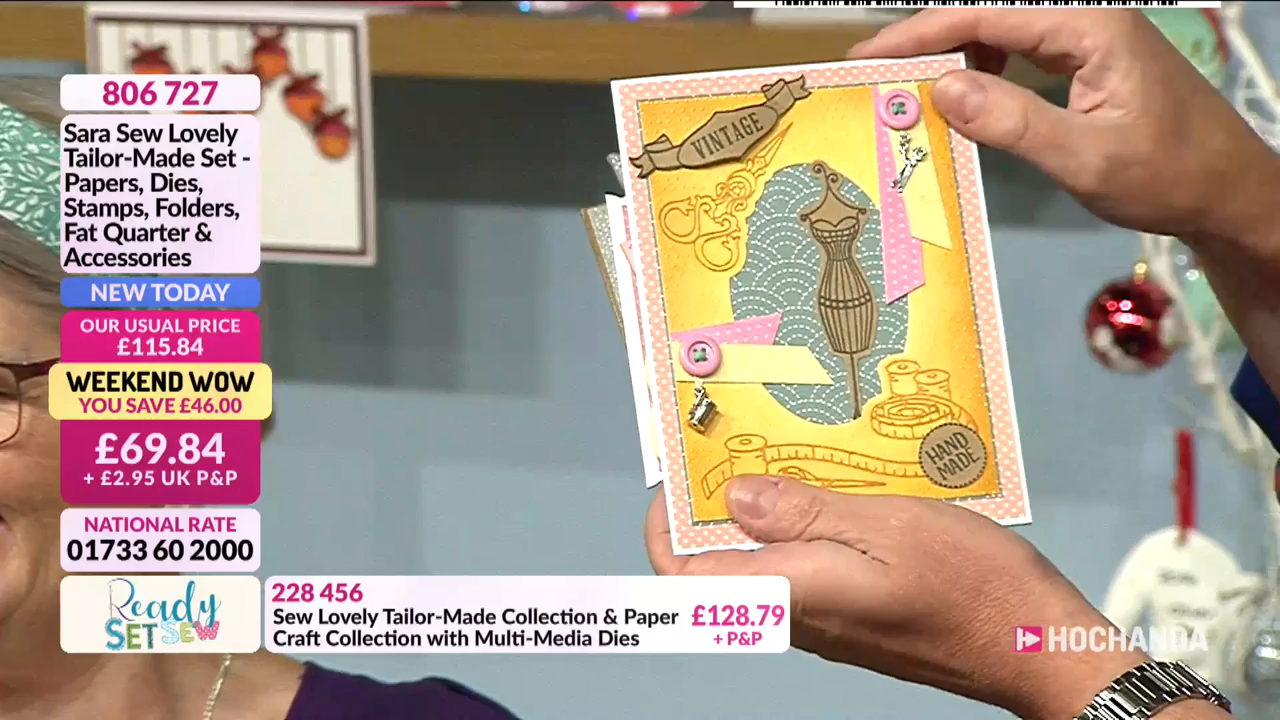 806 727
Sara Sew Lovely
Tailor-Made Set -
Papers, Dies,
Stamps, Folders,
Fat Quarter &
Accessories
NEW TODAY
OUR USUAL PRICE
£115.84
WEEKEND WOW
YOU SAVE £46.00
£69.84
+ £2.95 UK P&P
NATIONAL RATE
01733 60 2000
Ready
SET SEW
228 456
Sew Lovely Tailor-Made Collection & Paper
Craft Collection with Multi-Media Dies
£128.79
+ P&P
VINTAGE
HAND
MADE
HOCHANDA